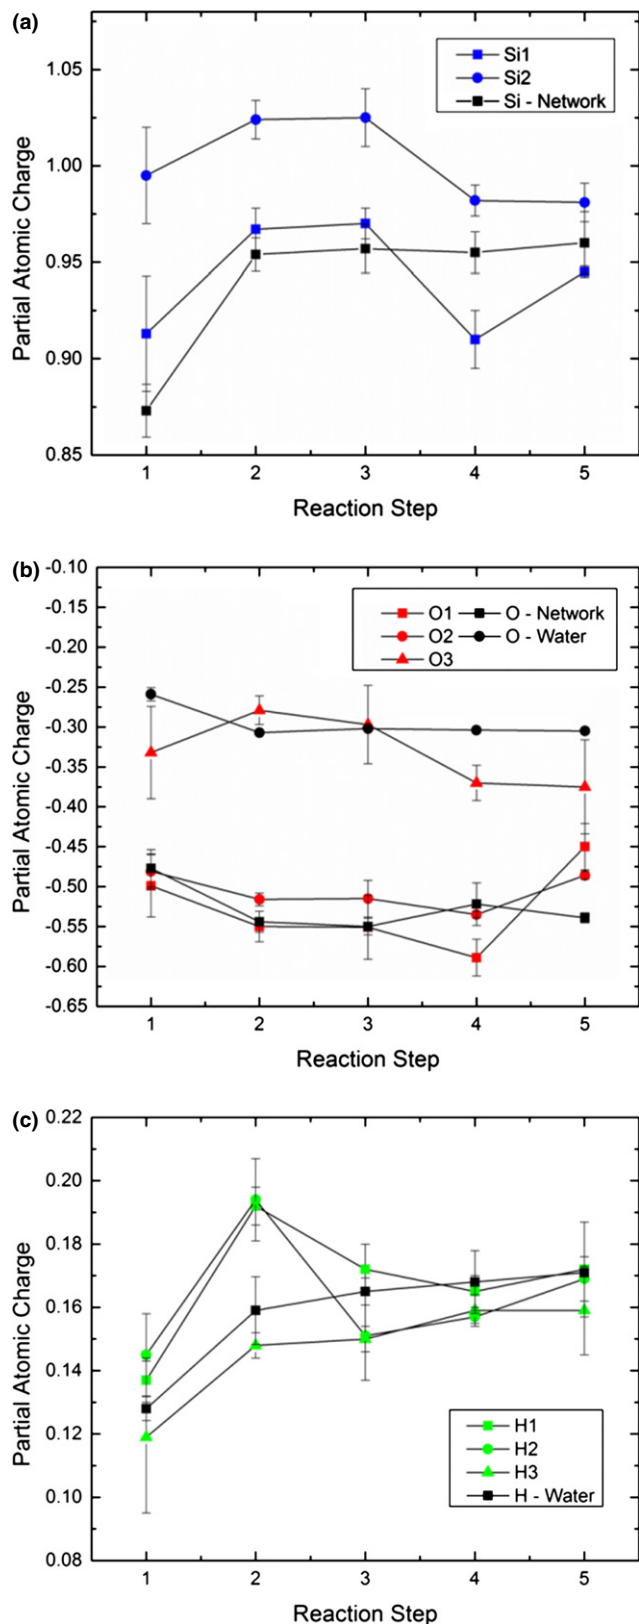 (a)
1.05
1.00
0.95
0.90
0.85
Partial Atomic Charge
Si1
Si2
Si - Network
1 2 3 4 5
Reaction Step
(b)
-0.10
-0.15
-0.20
-0.25
-0.30
-0.35
-0.40
-0.45
-0.50
-0.55
-0.60
-0.65
Partial Atomic Charge
O1 O - Network
O2 O - Water
O3
1 2 3 4 5
Reaction Step
(c)
0.22
0.20
0.18
0.16
0.14
0.12
0.10
0.08
Partial Atomic Charge
H1
H2
H3
H - Water
1 2 3 4 5
Reaction Step